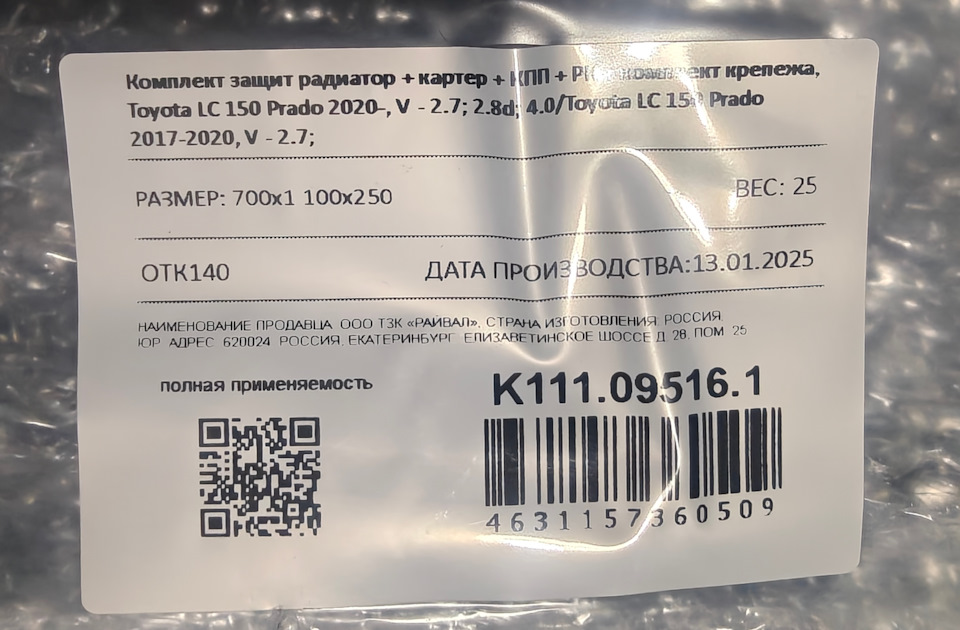 Комплект защит радиатор + картер + КПП + РК + комплект крепежа,
Toyota LC 150 Prado 2020-, V - 2.7; 2.8d; 4.0/Toyota LC 150 Prado
2017-2020, V - 2.7;
РАЗМЕР: 700x1 100x250
ВЕС: 25
ОТК140
ДАТА ПРОИЗВОДСТВА:13.01.2025
НАИМЕНОВАНИЕ ПРОДАВЦА ООО ТЗК «РАЙВАЛ», СТРАНА ИЗГОТОВЛЕНИЯ РОССИЯ,
ЮР АДРЕС 620024 РОССИЯ, ЕКАТЕРИНБУРГ ЕЛИЗАВЕТИНСКОЕ ШОССЕ Д. 28, ПОМ 25
полная применяемость
K111.09516.1
4631157360509